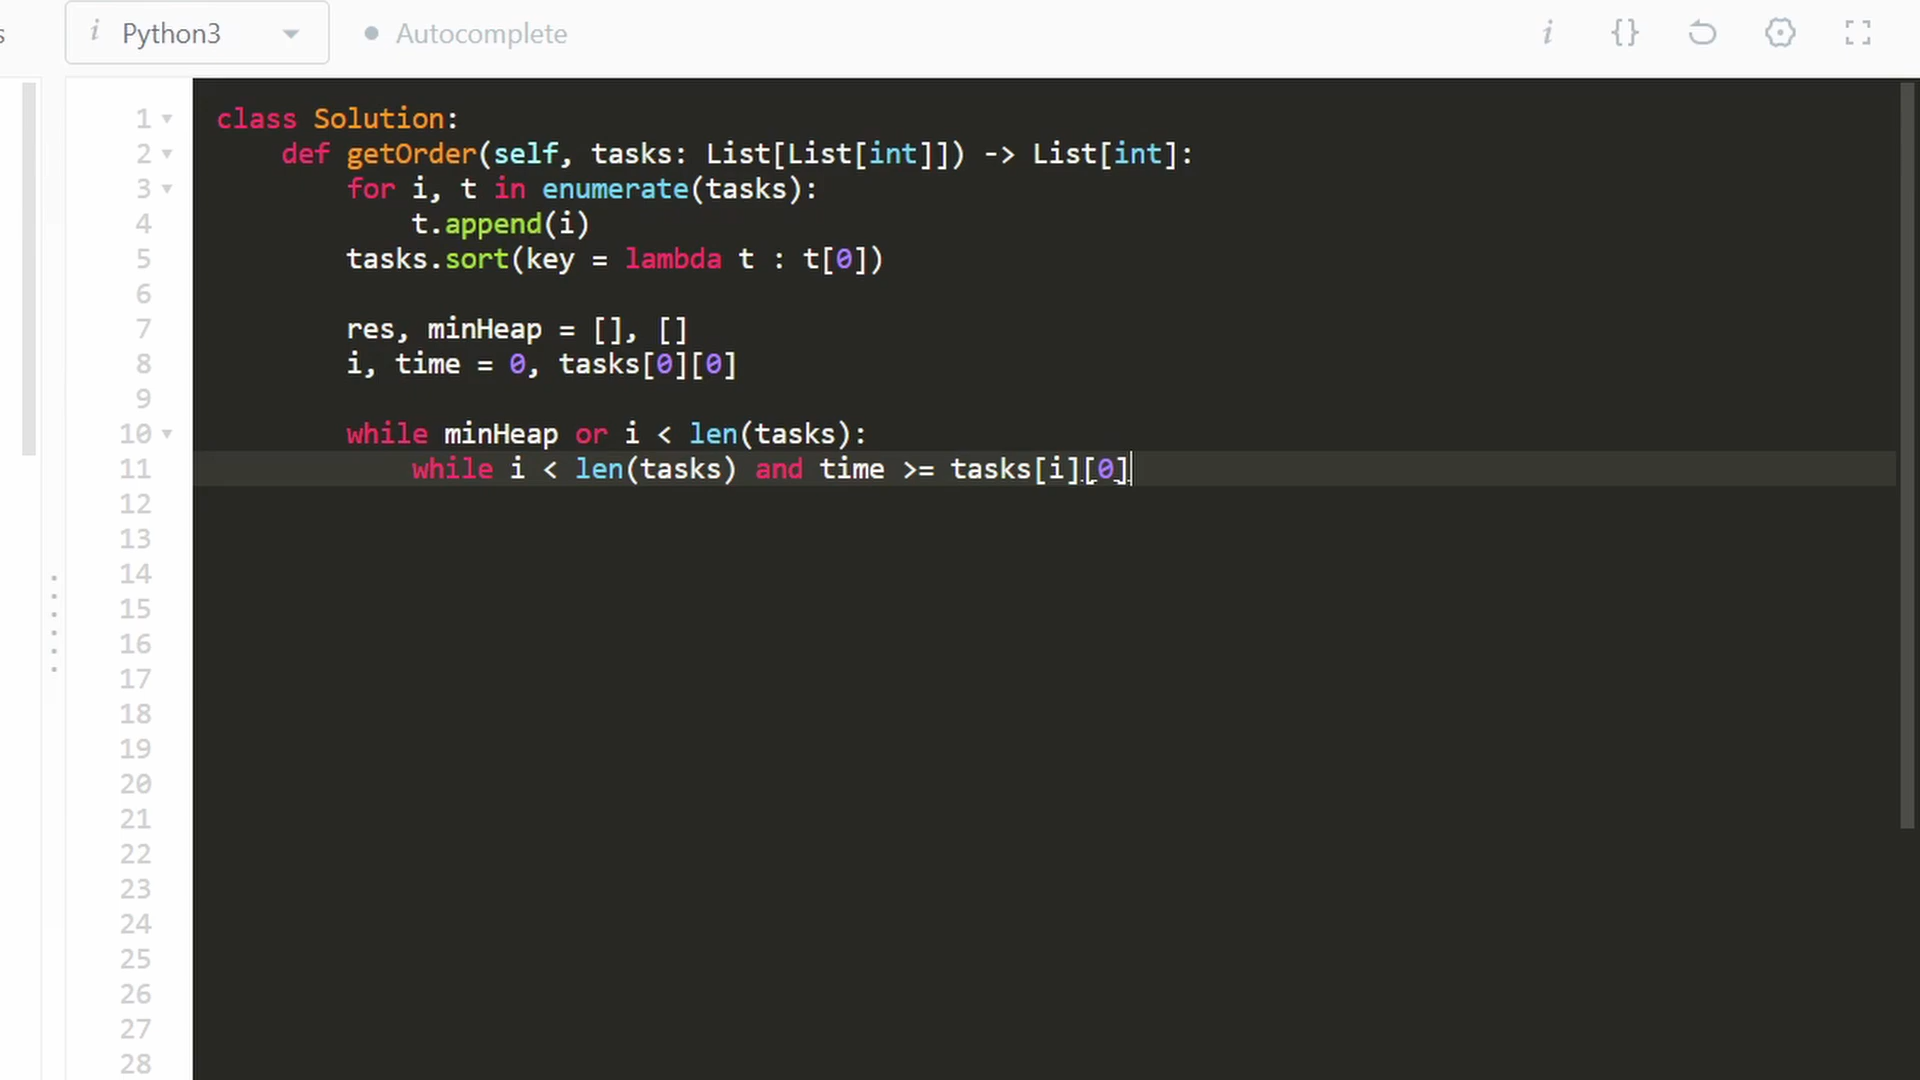 s
i Python3 Autocomplete i {}
1 class Solution:
2 def getOrder(self, tasks: List[List[int]]) -> List[int]:
3 for i, t in enumerate(tasks):
4 t.append(i)
5 tasks.sort(key = lambda t : t[0])
6
7 res, minHeap = [], []
8 i, time = 0, tasks[0][0]
9
10 while minHeap or i < len(tasks):
11 while i < len(tasks) and time >= tasks[i][0]
12
13
14
15
16
17
18
19
20
21
22
23
24
25
26
27
28